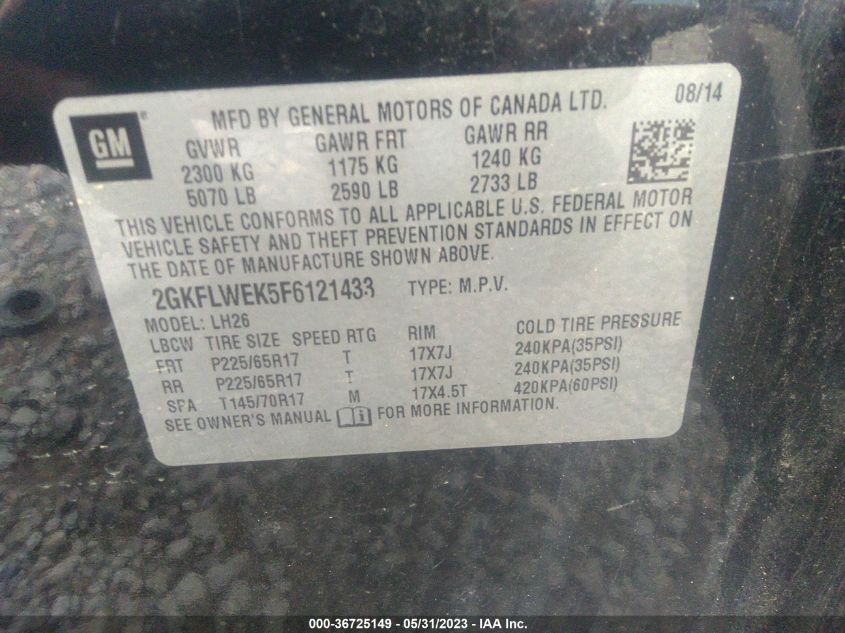 GM
MFD BY GENERAL MOTORS OF CANADA LTD. 08/14
GVWR GAWR FRT GAWR RR
2300 KG 1175 KG 1240 KG
5070 LB 2590 LB 2733 LB
THIS VEHICLE CONFORMS TO ALL APPLICABLE U.S. FEDERAL MOTOR
VEHICLE SAFETY AND THEFT PREVENTION STANDARDS IN EFFECT ON
THE DATE OF MANUFACTURE SHOWN ABOVE.
2GKFLWEK5F6121433 TYPE: M.P.V.
MODEL: LH26
LBCW TIRE SIZE SPEED RTG RIM COLD TIRE PRESSURE
FRT P225/65R17 T 17X7J 240KPA(35PSI)
RR P225/65R17 T 17X7J 240KPA(35PSI)
SPA T145/70R17 M 17X4.5T 420KPA(60PSI)
SEE OWNER'S MANUAL FOR MORE INFORMATION.
000-36725149 - 05/31/2023 - IAA Inc.